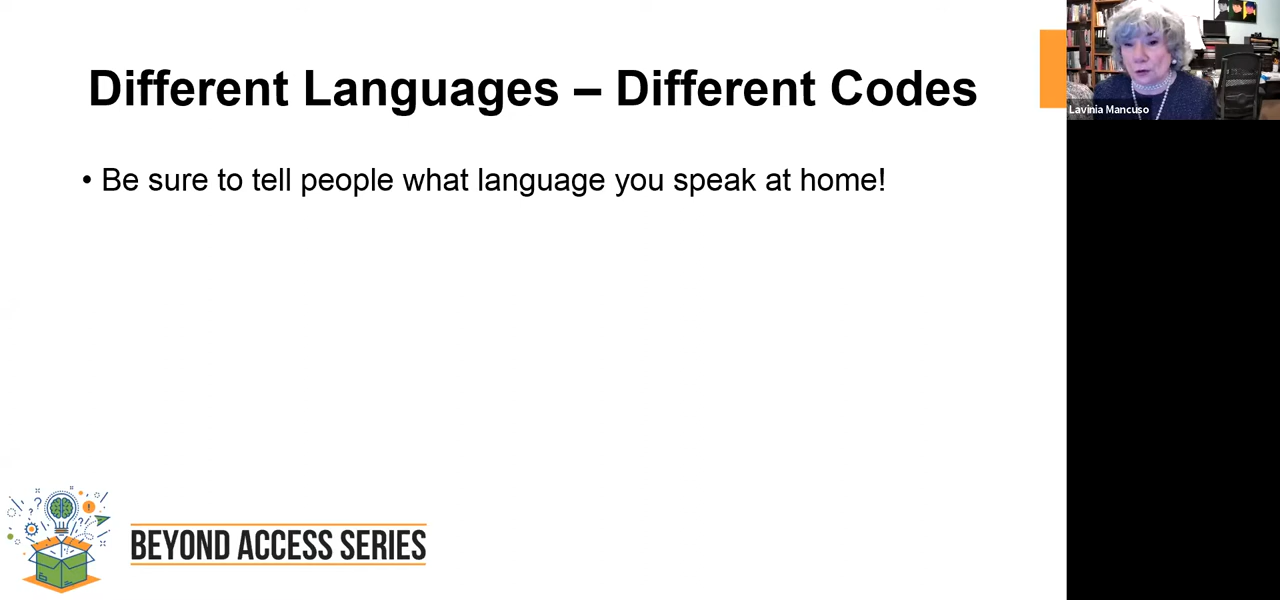 Different Languages – Different Codes
Lavinia Mancuso
• Be sure to tell people what language you speak at home!
BEYOND ACCESS SERIES